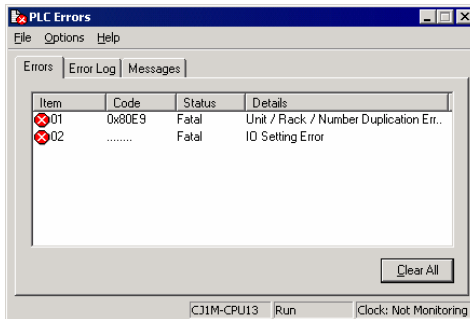 PLC Errors
File Options Help
Errors Error Log Messages
Item Code Status Details
01 0x80E9 Fatal Unit / Rack / Number Duplication Err..
02 ........ Fatal IO Setting Error
Clear All
CJ1M-CPU13 Run Clock: Not Monitoring